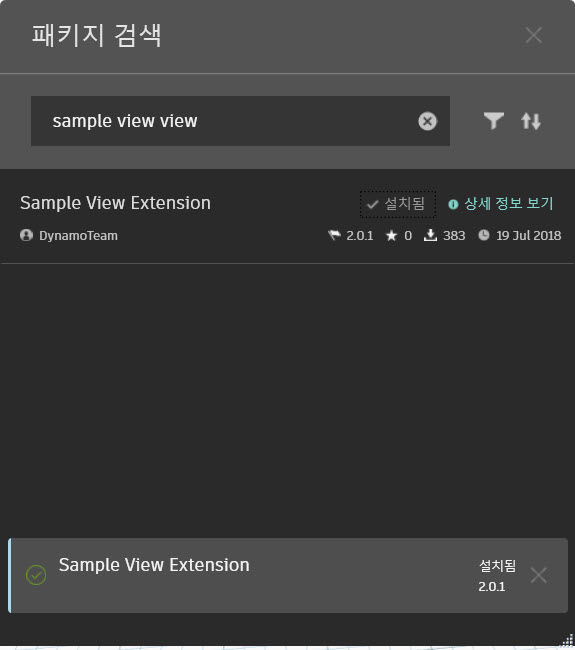 패키지 검색
sample view view
Sample View Extension 설치됨 상세 정보 보기
DynamoTeam 2.0.1 0 383 19 Jul 2018
Sample View Extension 설치됨
2.0.1